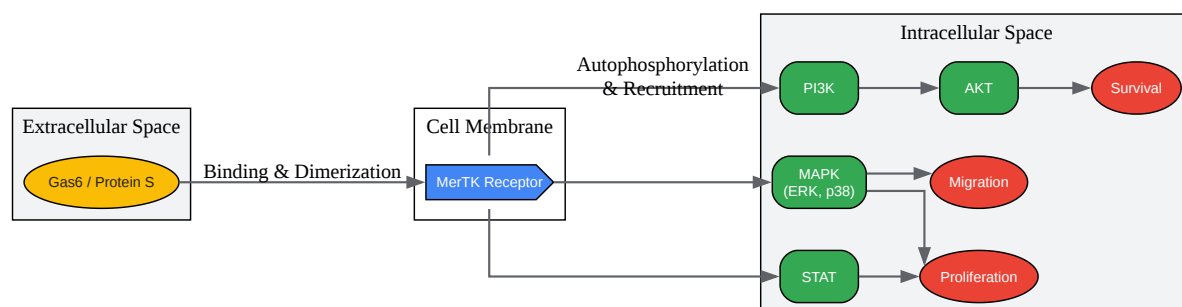 Intracellular Space
Autophosphorylation
& Recruitment
PI3K
AKT
Survival
Extracellular Space
Cell Membrane
Gas6 / Protein S
Binding & Dimerization
MerTK Receptor
MAPK
(ERK, p38)
Migration
STAT
Proliferation